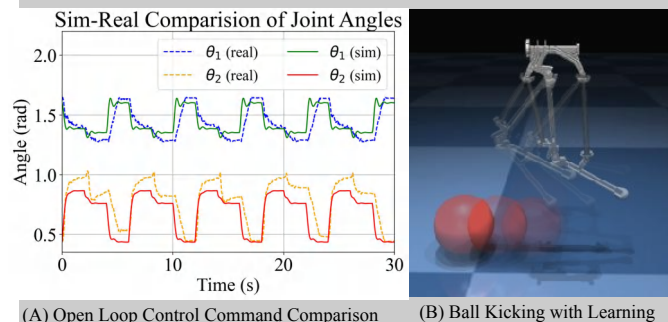 Sim-Real Comparision of Joint Angles
θ₁ (real)
θ₁ (sim)
θ₂ (real)
θ₂ (sim)
2.0
1.5
1.0
0.5
Angle (rad)
0
10
20
30
Time (s)
(A) Open Loop Control Command Comparison
(B) Ball Kicking with Learning